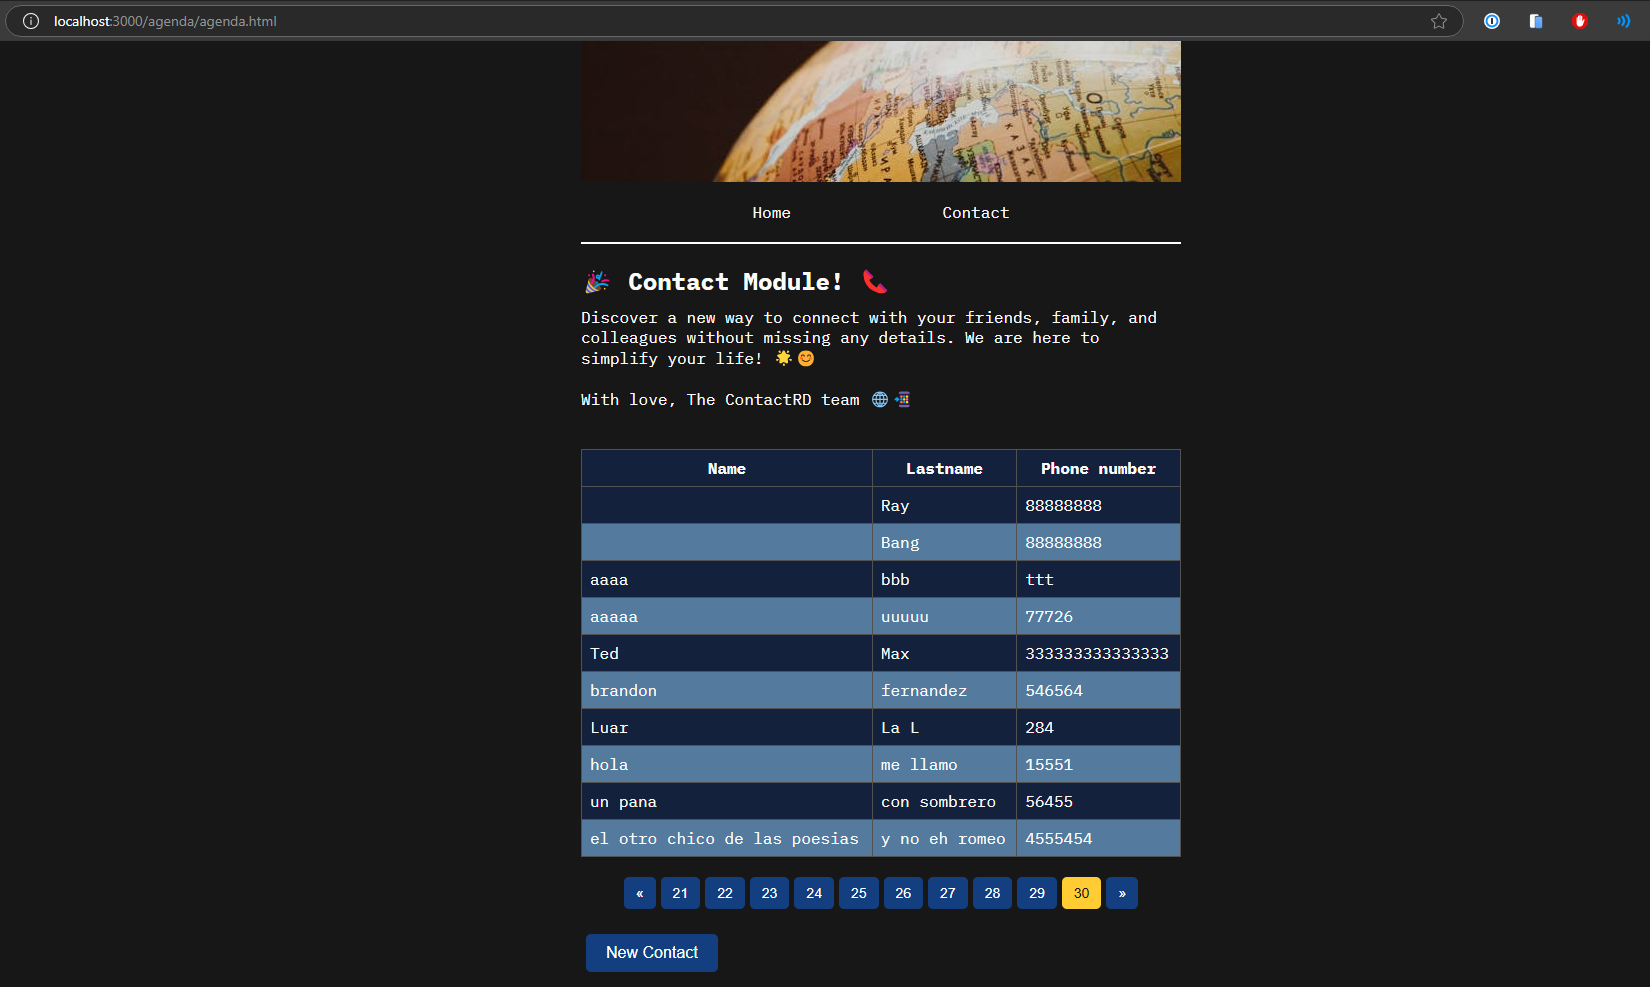 localhost:3000/agenda/agenda.html
КАЗАХ
Home Contact
🎉 Contact Module! 📞
Discover a new way to connect with your friends, family, and
colleagues without missing any details. We are here to
simplify your life! 🌟😊
With love, The ContactRD team 🌐📲
Name Lastname Phone number
Ray 88888888
Bang 88888888
aaaa bbb ttt
aaaaa uuuuu 77726
Ted Max 333333333333333
brandon fernandez 546564
Luar La L 284
hola me llamo 15551
un pana con sombrero 56455
el otro chico de las poesias y no eh romeo 4555454
« 21 22 23 24 25 26 27 28 29 30 »
New Contact